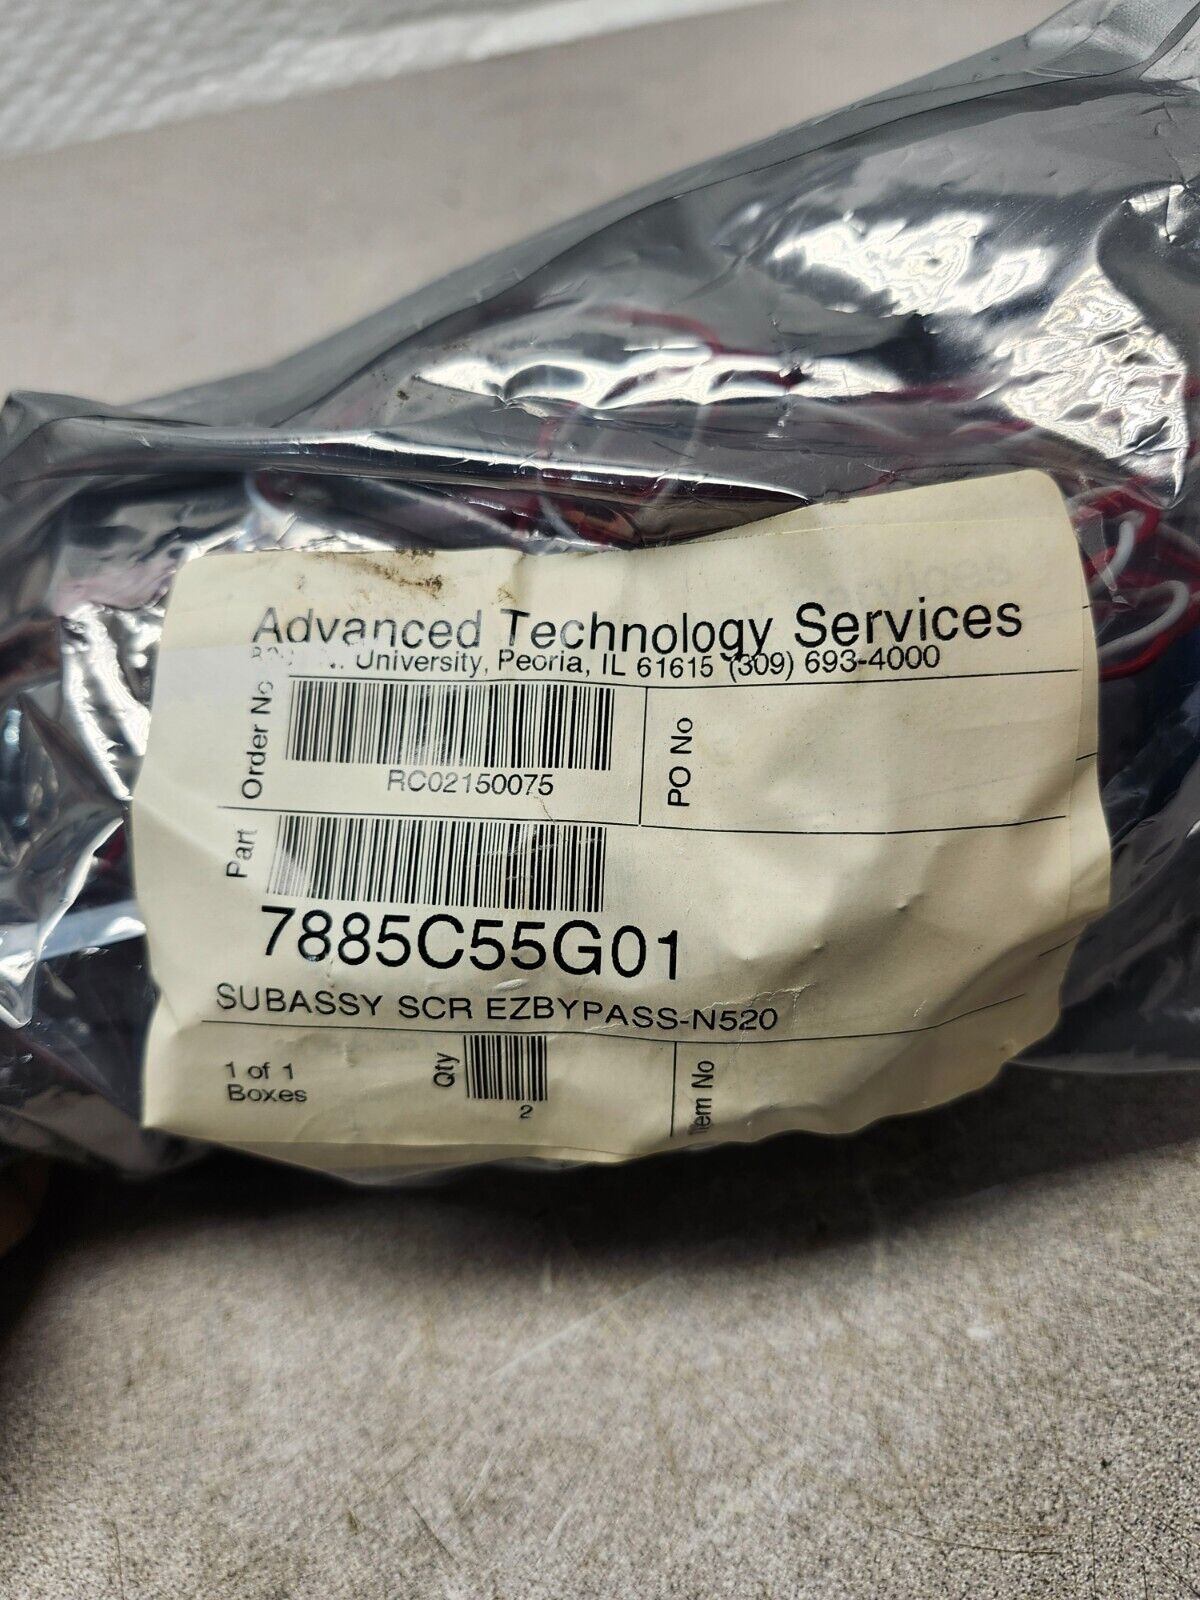 Advanced Technology Services
N. University, Peoria, IL 61615 (309) 693-4000
Order No
RC02150075
PO No
Part
7885C55G01
SUBASSY SCR EZBYPASS-N520
1 of 1
Boxes
Qty
2
Item No